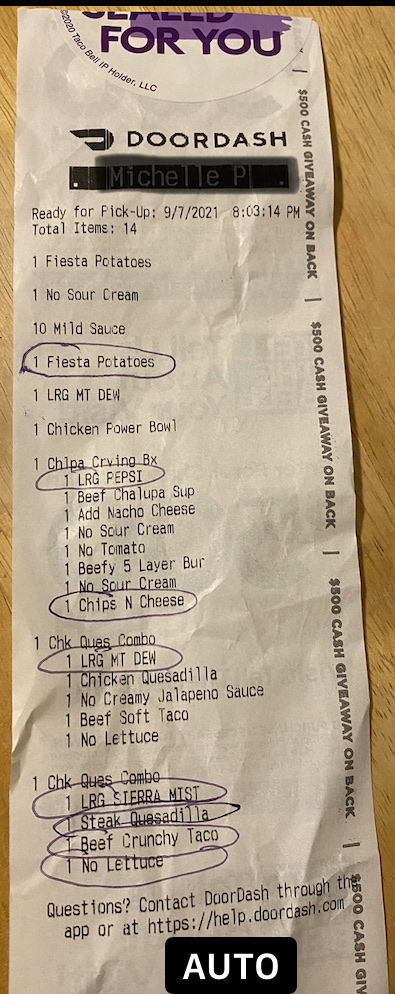 SEALED
FOR YOU
©2020 Taco Bell IP Holder, LLC
DOORDASH
Michelle P
Ready for Pick-Up: 9/7/2021 8:03:14 PM
Total Items: 14
1 Fiesta Potatoes
1 No Sour Cream
10 Mild Sauce
1 Fiesta Potatoes
1 LRG MT DEW
1 Chicken Power Bowl
1 Chlpa Crving Bx
1 LRG PEPSI
1 Beef Chalupa Sup
1 Add Nacho Cheese
1 No Sour Cream
1 No Tomato
1 Beefy 5 Layer Bur
1 No Sour Cream
1 Chips N Cheese
1 Chk Ques Combo
1 LRG MT DEW
1 Chicken Quesadilla
1 No Creamy Jalapeno Sauce
1 Beef Soft Taco
1 No Lettuce
1 Chk Ques Combo
1 LRG SIERRA MIST
1 Steak Quesadilla
1 Beef Crunchy Taco
1 No Lettuce
Questions? Contact DoorDash through the
app or at https://help.doordash.com
$500 CASH GIVEAWAY ON BACK |
$500 CASH GIVEAWAY ON BACK |
$500 CASH GIVEAWAY ON BACK |
$500 CASH GIV
AUTO